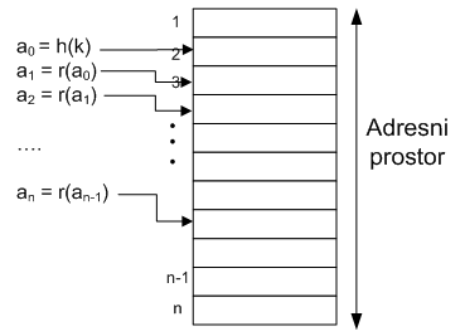 1
a₀ = h(k)
2
a₁ = r(a₀)
3
a₂ = r(a₁)
....
aₙ = r(aₙ₋₁)
n-1
n
Adresni
prostor